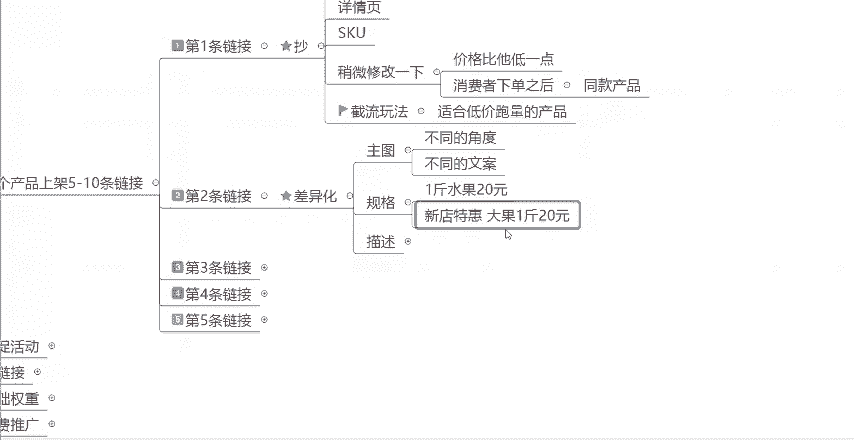 详情页
SKU
1 第1条链接
抄
稍微修改一下
价格比他低一点
消费者下单之后
同款产品
截流玩法
适合低价跑量的产品
个产品上架5-10条链接
2 第2条链接
差异化
主图
不同的角度
不同的文案
规格
1斤水果20元
新店特惠 大果1斤20元
描述
3 第3条链接
4 第4条链接
5 第5条链接
促活动
链接
础权重
费推广